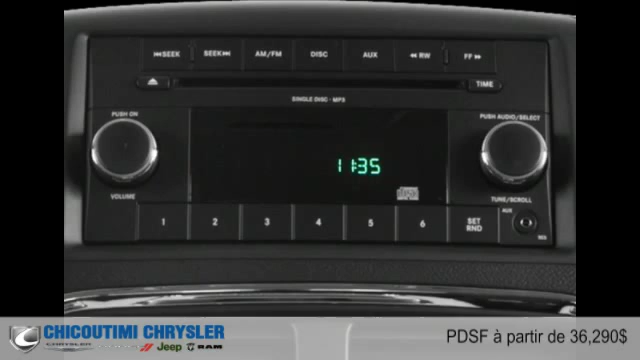 SEEK
SEEK
AM/FM
DISC
AUX
RW
FF
TIME
SINGLE DISC · MP3
PUSH ON
PUSH AUDIO/SELECT
11:35
VOLUME
TUNE/SCROLL
1
2
3
4
5
6
SET
RND
AUX
CHICOUTIMI CHRYSLER
CHRYSLER
Jeep
RAM
PDSF à partir de 36,290$